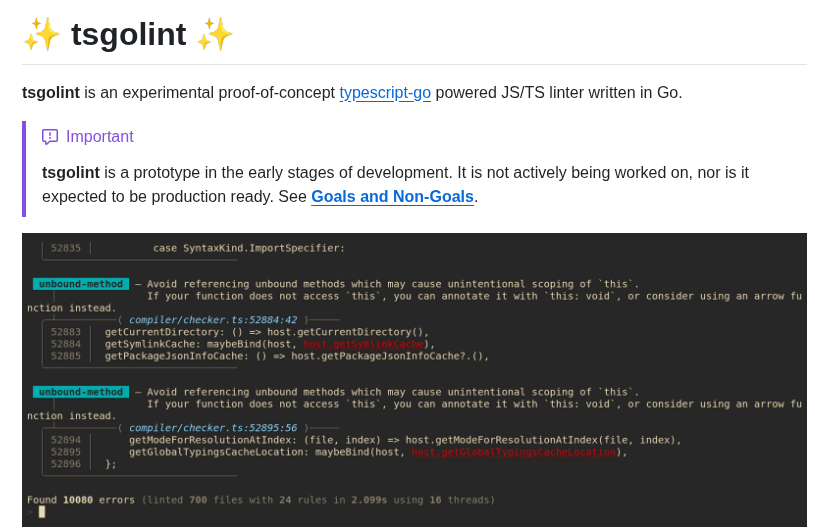 ✨ tsgolint ✨
tsgolint is an experimental proof-of-concept typescript-go powered JS/TS linter written in Go.
Important
tsgolint is a prototype in the early stages of development. It is not actively being worked on, nor is it
expected to be production ready. See Goals and Non-Goals.
52835 │ case SyntaxKind.ImportSpecifier:
unbound-method — Avoid referencing unbound methods which may cause unintentional scoping of `this`.
If your function does not access `this`, you can annotate it with `this: void`, or consider using an arrow fu
nction instead.
( compiler/checker.ts:52884:42 )
52883 │ getCurrentDirectory: () => host.getCurrentDirectory(),
52884 │ getSymlinkCache: maybeBind(host, host.getSymlinkCache),
52885 │ getPackageJsonInfoCache: () => host.getPackageJsonInfoCache?.(),
unbound-method — Avoid referencing unbound methods which may cause unintentional scoping of `this`.
If your function does not access `this`, you can annotate it with `this: void`, or consider using an arrow fu
nction instead.
( compiler/checker.ts:52895:56 )
52894 │ getModeForResolutionAtIndex: (file, index) => host.getModeForResolutionAtIndex(file, index),
52895 │ getGlobalTypingsCacheLocation: maybeBind(host, host.getGlobalTypingsCacheLocation),
52896 │ };
Found 10080 errors (linted 700 files with 24 rules in 2.099s using 16 threads)
>